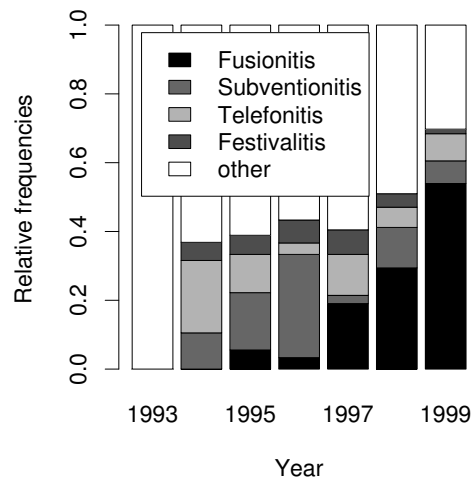 1.0
0.8
0.6
0.4
0.2
0.0
Relative frequencies
Fusionitis
Subventionitis
Telefonitis
Festivalitis
other
1993 1995 1997 1999
Year